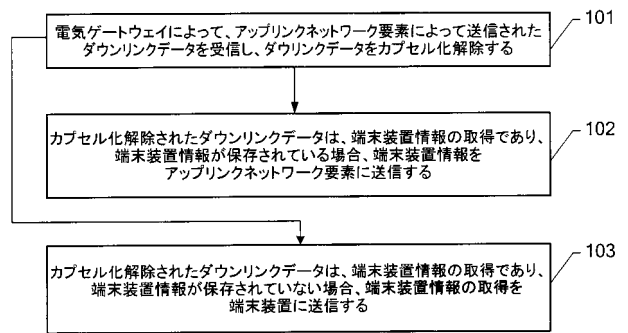 電気ゲートウェイによって、アップリンクネットワーク要素によって送信された
ダウンリンクデータを受信し、ダウリンクデータをカプセル化解除する
101
カプセル化解除されたダウンリンクデータは、端末装置情報の取得であり、
端末装置情報が保存されている場合、端末装置情報を
アップリンクネットワーク要素に送信する
102
カプセル化解除されたダウンリンクデータは、端末装置情報の取得であり、
端末装置情報が保存されていない場合、端末装置情報の取得を
端末装置に送信する
103